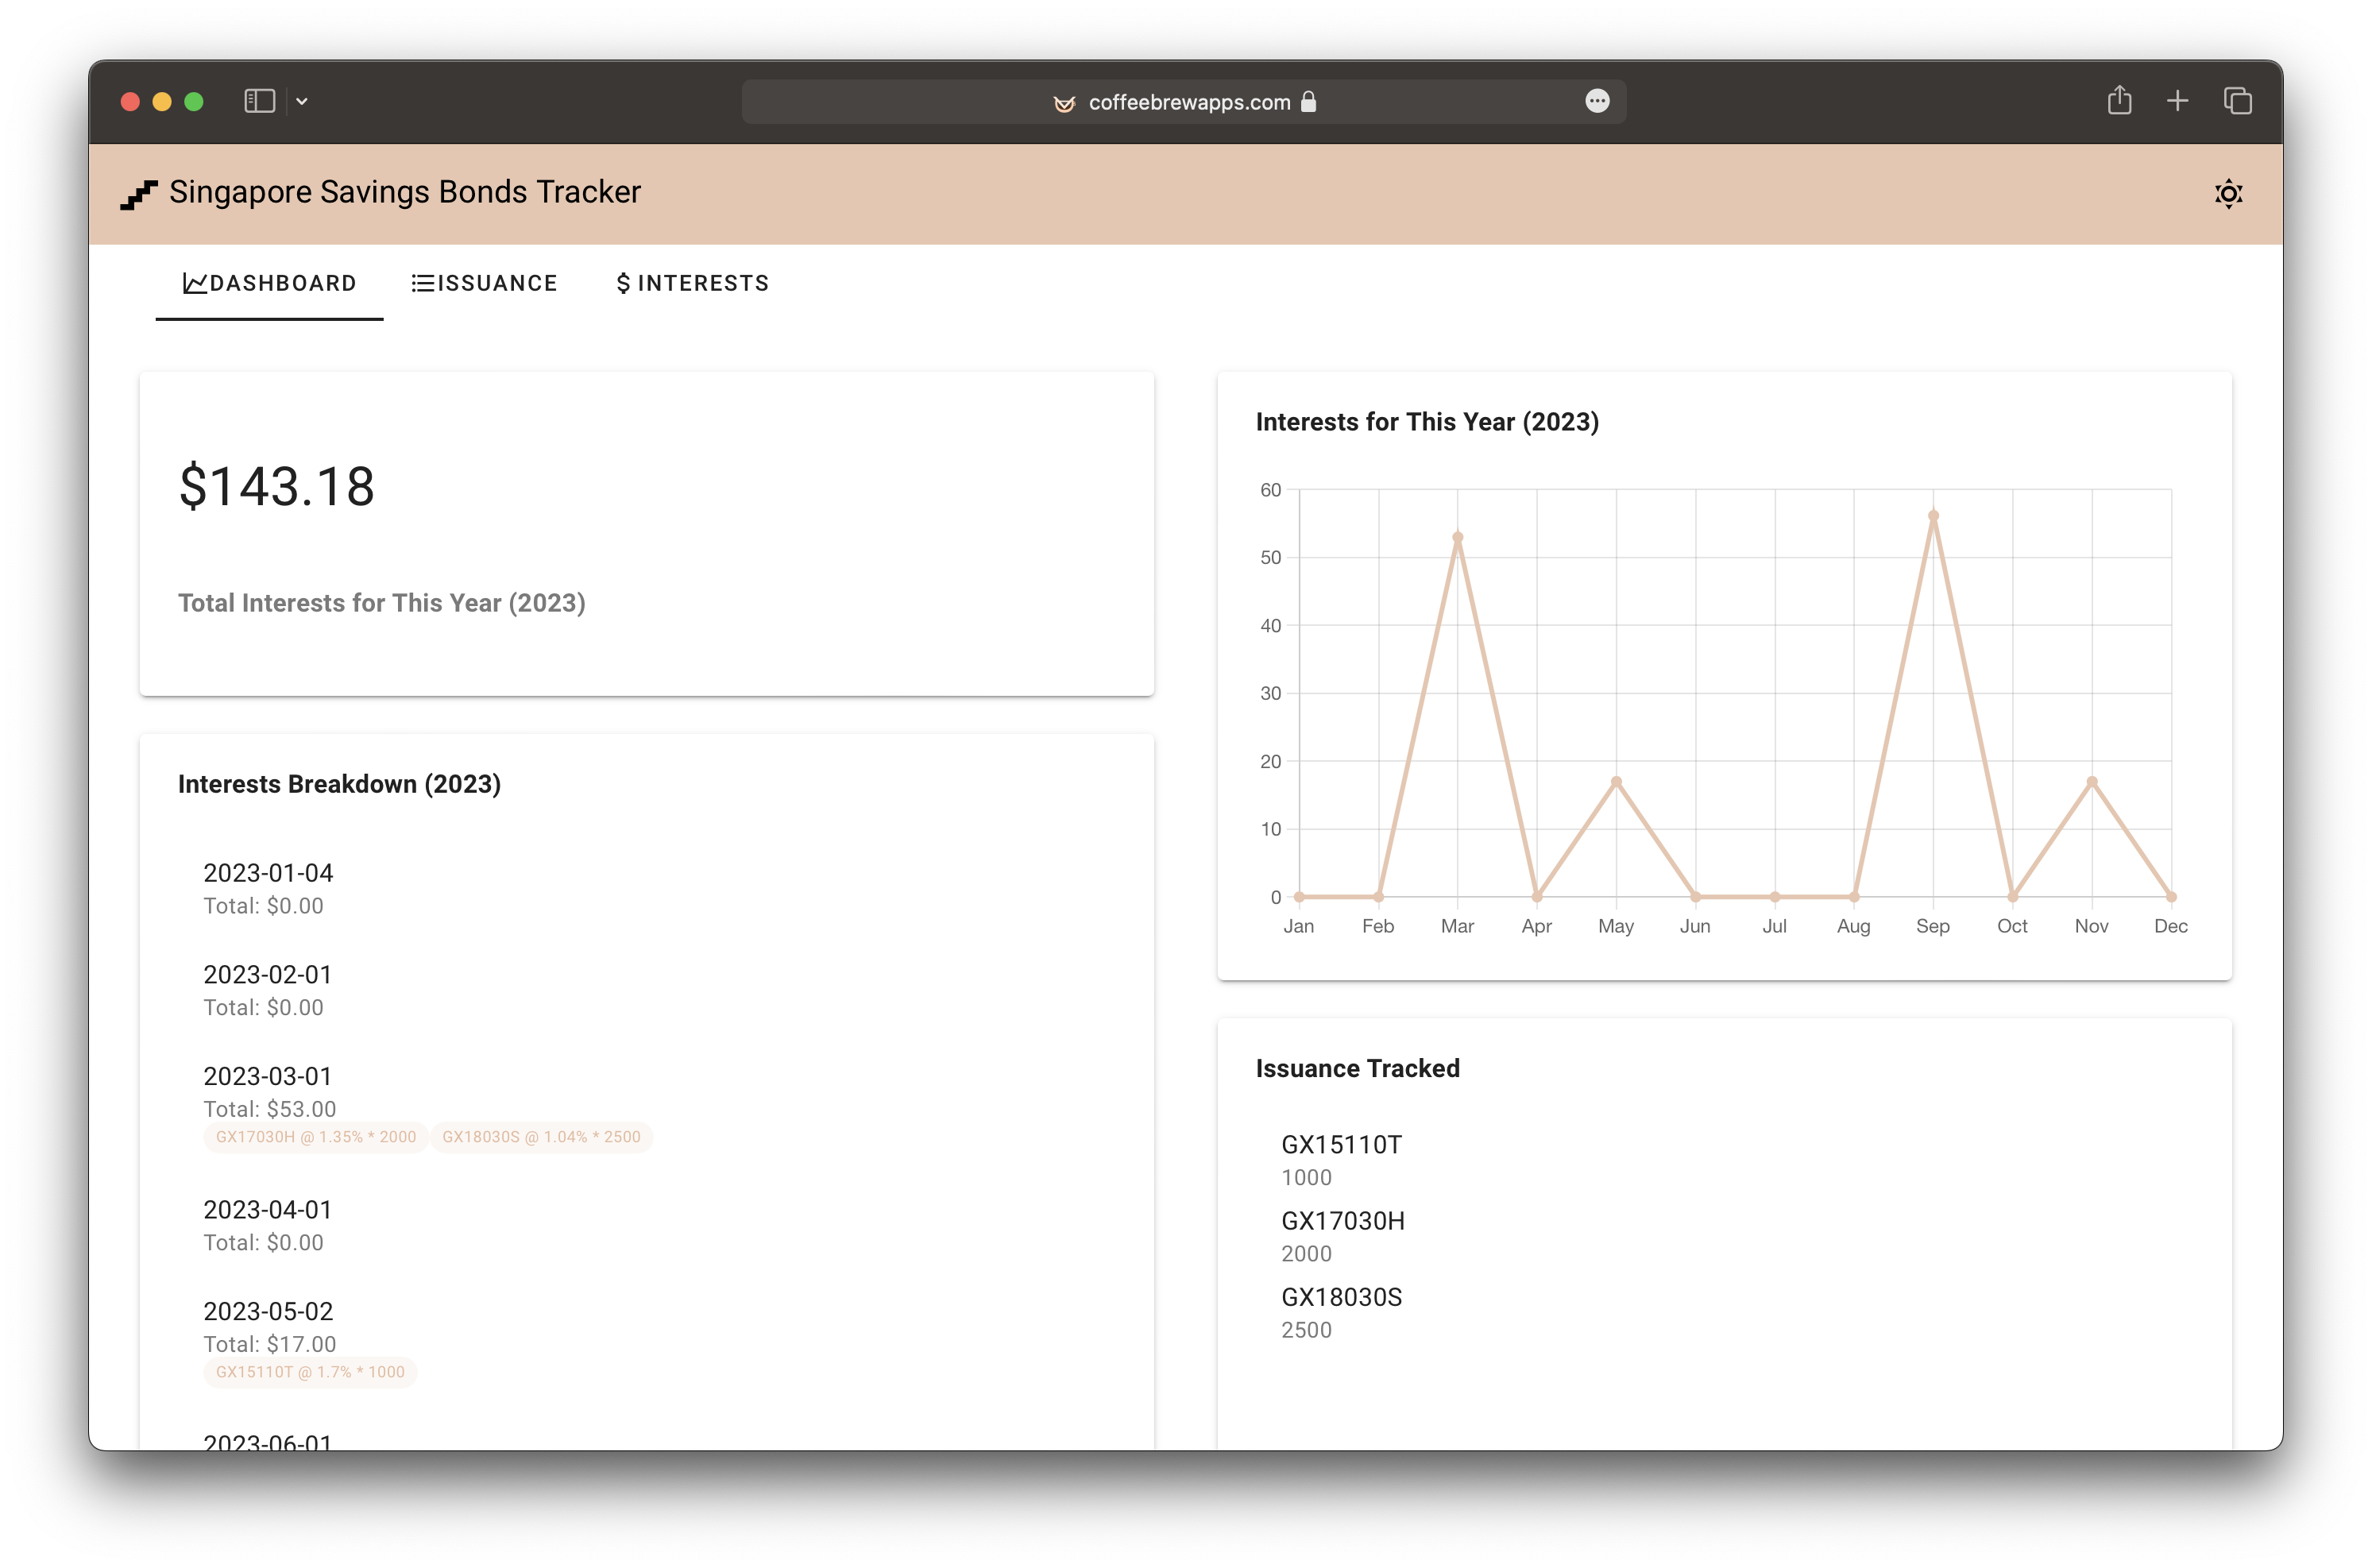 coffeebrewapps.com
Singapore Savings Bonds Tracker
DASHBOARD ISSUANCE $ INTERESTS
$143.18
Total Interests for This Year (2023)
Interests Breakdown (2023)
2023-01-04
Total: $0.00
2023-02-01
Total: $0.00
2023-03-01
Total: $53.00
GX17030H @ 1.35% * 2000 GX18030S @ 1.04% * 2500
2023-04-01
Total: $0.00
2023-05-02
Total: $17.00
GX15110T @ 1.7% * 1000
2023-06-01
Interests for This Year (2023)
60
50
40
30
20
10
0
Jan Feb Mar Apr May Jun Jul Aug Sep Oct Nov Dec
Issuance Tracked
GX15110T
1000
GX17030H
2000
GX18030S
2500